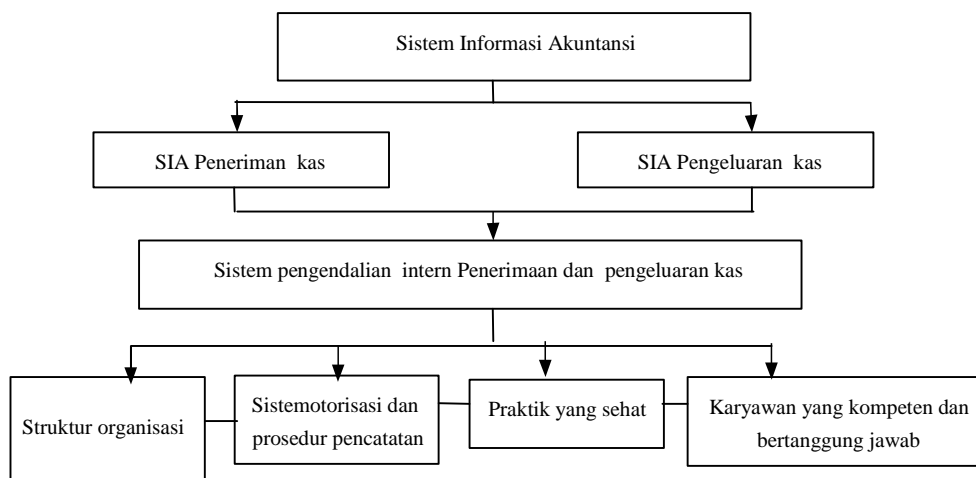 Sistem Informasi Akuntansi
SIA Peneriman kas
SIA Pengeluaran kas
Sistem pengendalian intern Penerimaan dan pengeluaran kas
Struktur organisasi
Sistemotorisasi dan
prosedur pencatatan
Praktik yang sehat
Karyawan yang kompeten dan
bertanggung jawab